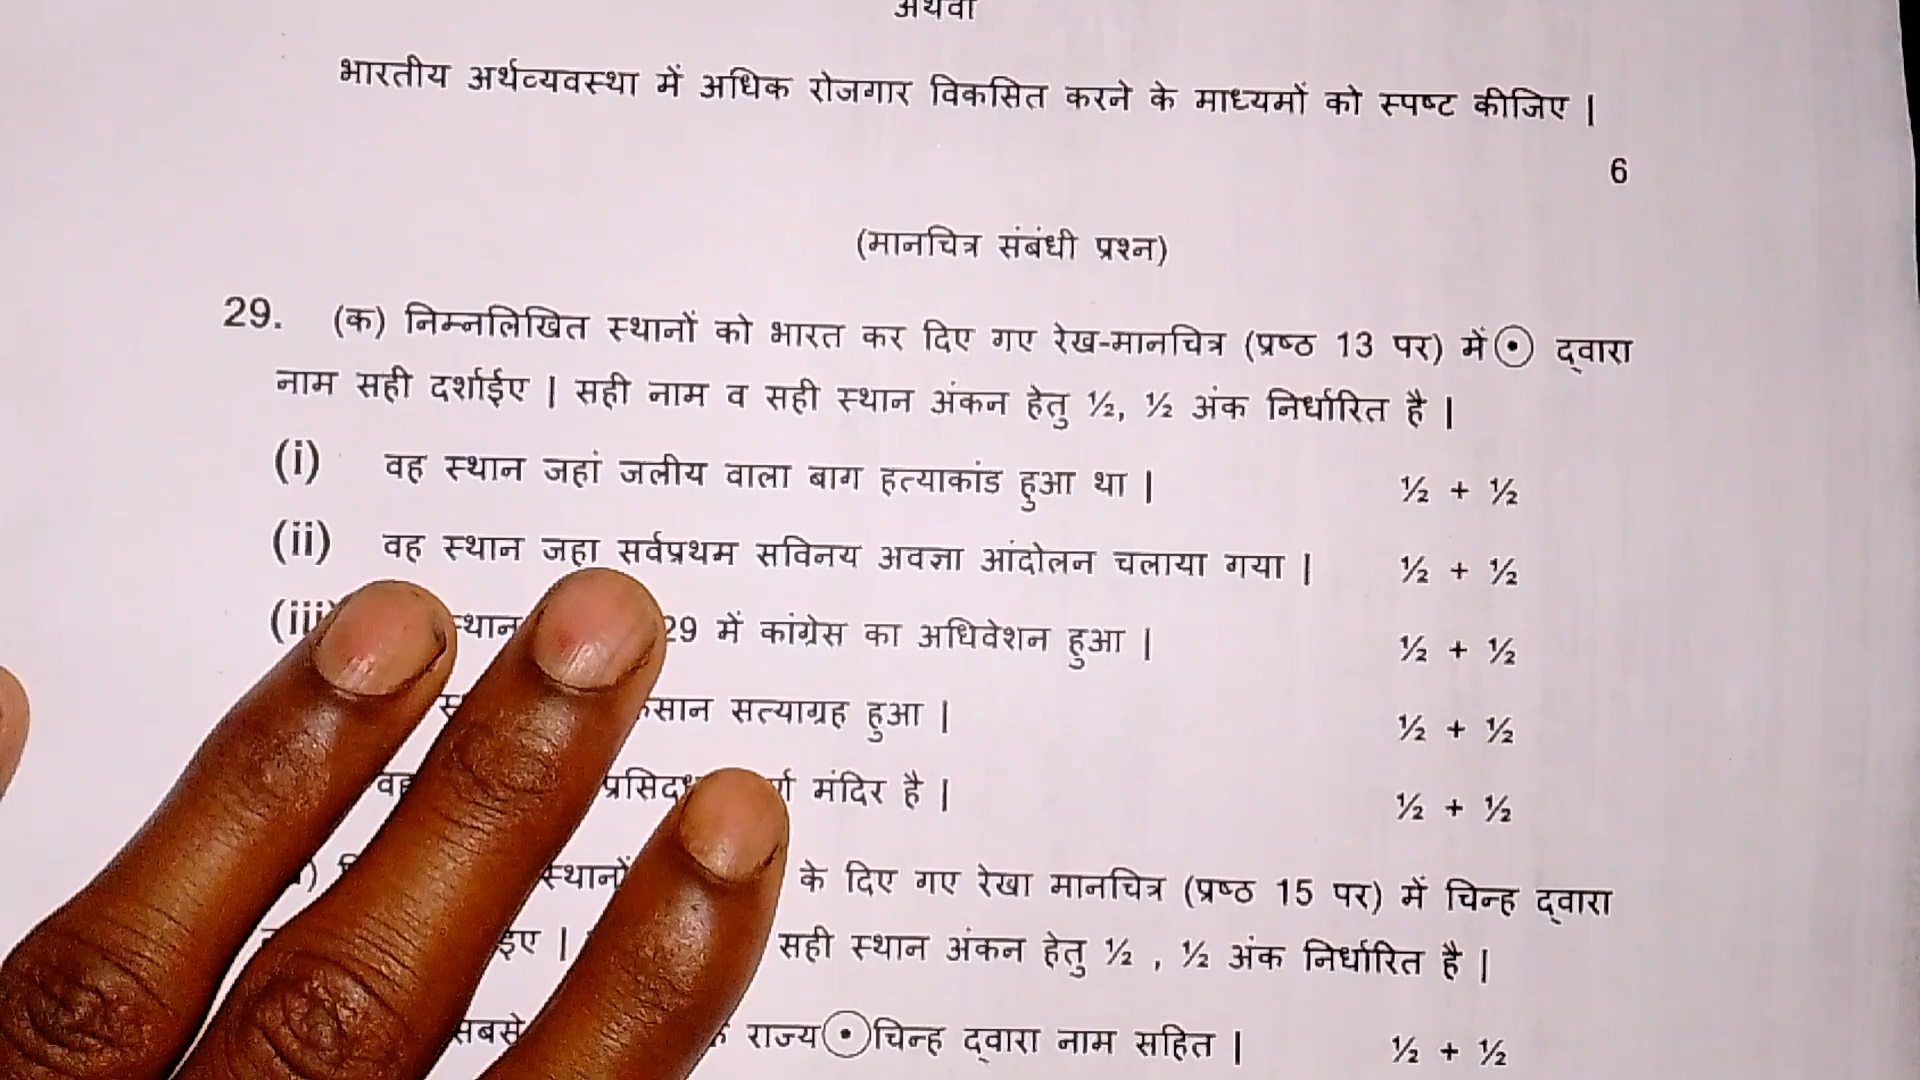 अथवा
भारतीय अर्थव्यवस्था में अधिक रोजगार विकसित करने के माध्यमों को स्पष्ट कीजिए |
6
(मानचित्र संबंधी प्रश्न)
29. (क) निम्नलिखित स्थानों को भारत कर दिए गए रेख-मानचित्र (प्रष्ठ 13 पर) में ⊙ द्वारा
नाम सही दर्शाईए | सही नाम व सही स्थान अंकन हेतु ½, ½ अंक निर्धारित है |
(i) वह स्थान जहां जलीय वाला बाग हत्याकांड हुआ था | ½ + ½
(ii) वह स्थान जहा सर्वप्रथम सविनय अवज्ञा आंदोलन चलाया गया | ½ + ½
(iii) 29 में कांग्रेस का अधिवेशन हुआ | ½ + ½
सत्याग्रह हुआ | ½ + ½
मंदिर है | ½ + ½
के दिए गए रेखा मानचित्र (प्रष्ठ 15 पर) में चिन्ह द्वारा
सही स्थान अंकन हेतु ½ , ½ अंक निर्धारित है |
राज्य ⊙ चिन्ह द्वारा नाम सहित | ½ + ½